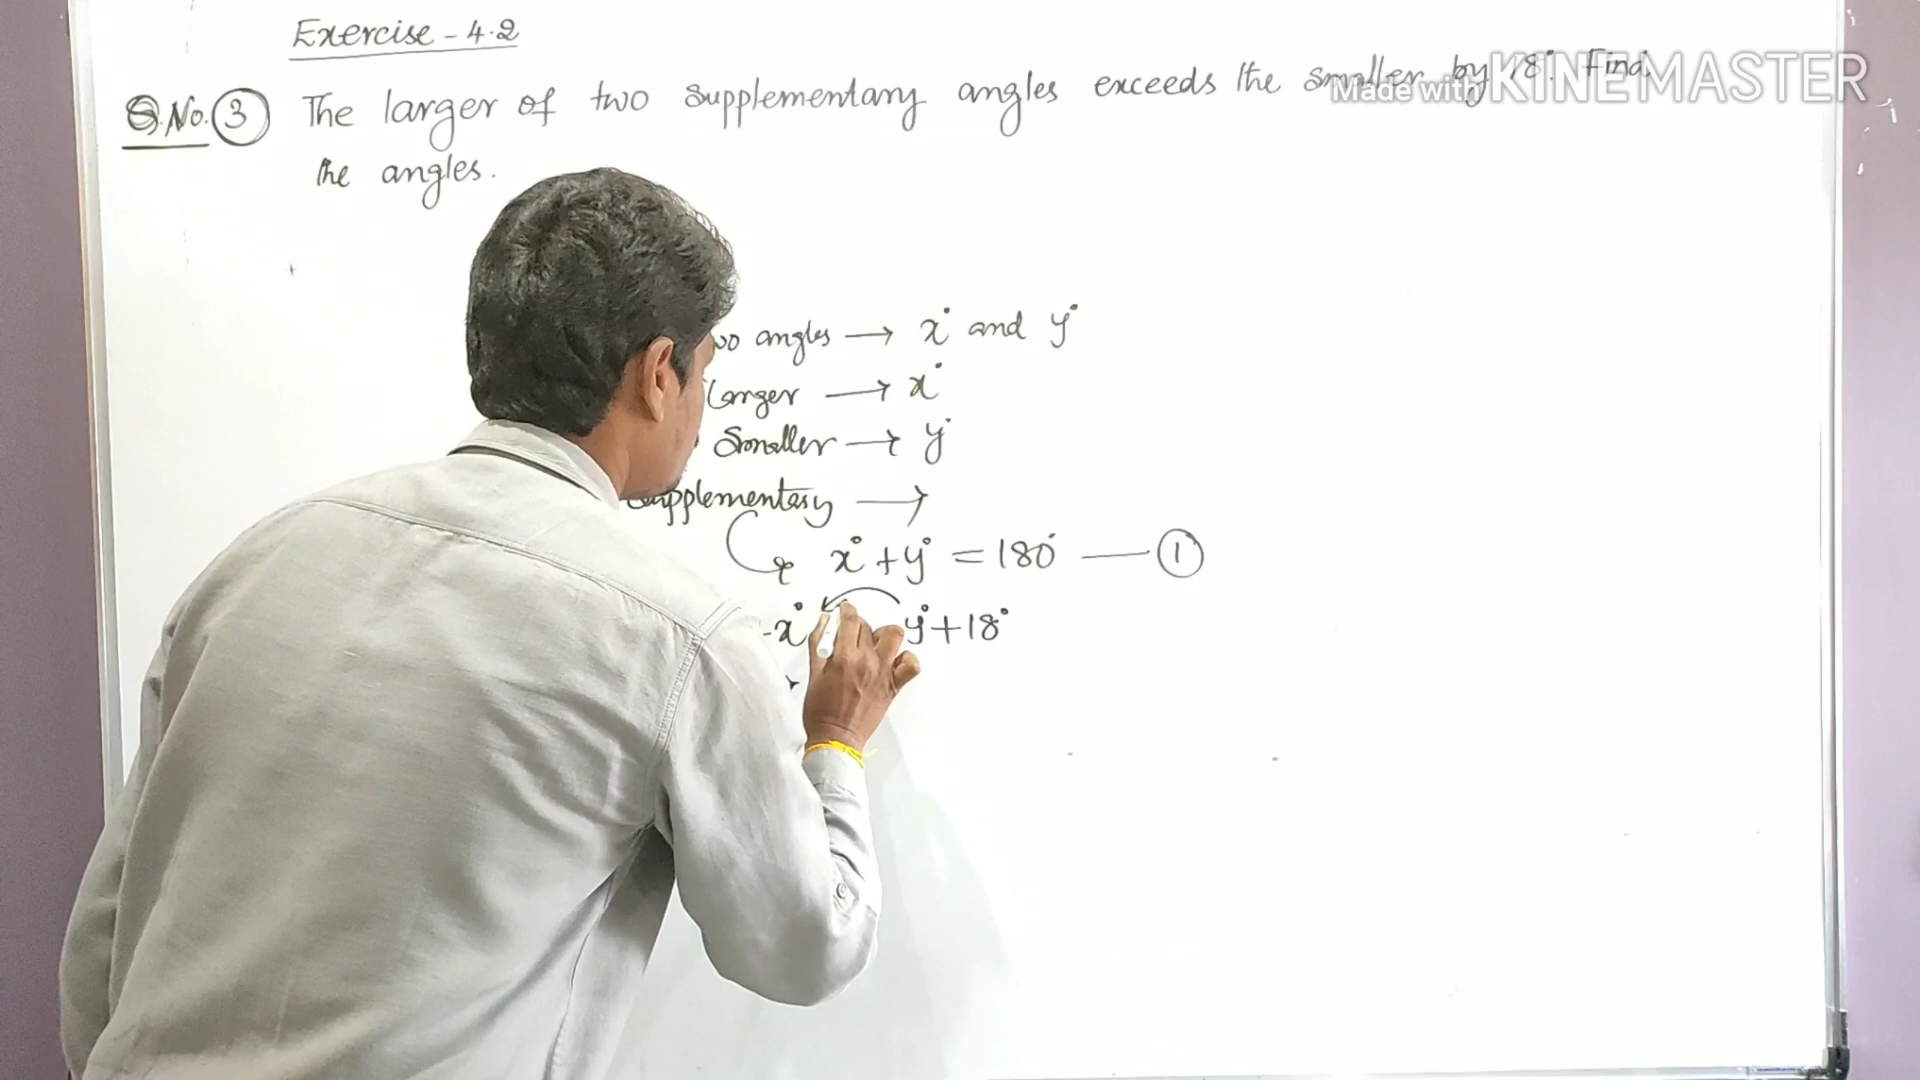 Exercise - 4.2
Q.No. 3 The larger of two supplementary angles exceeds the smaller by 18°. Find
the angles.
Made with KINEMASTER
angles → x° and y°
larger → x°
Smaller → y°
Supplementary →
x° + y° = 180° — 1
x° y° + 18°